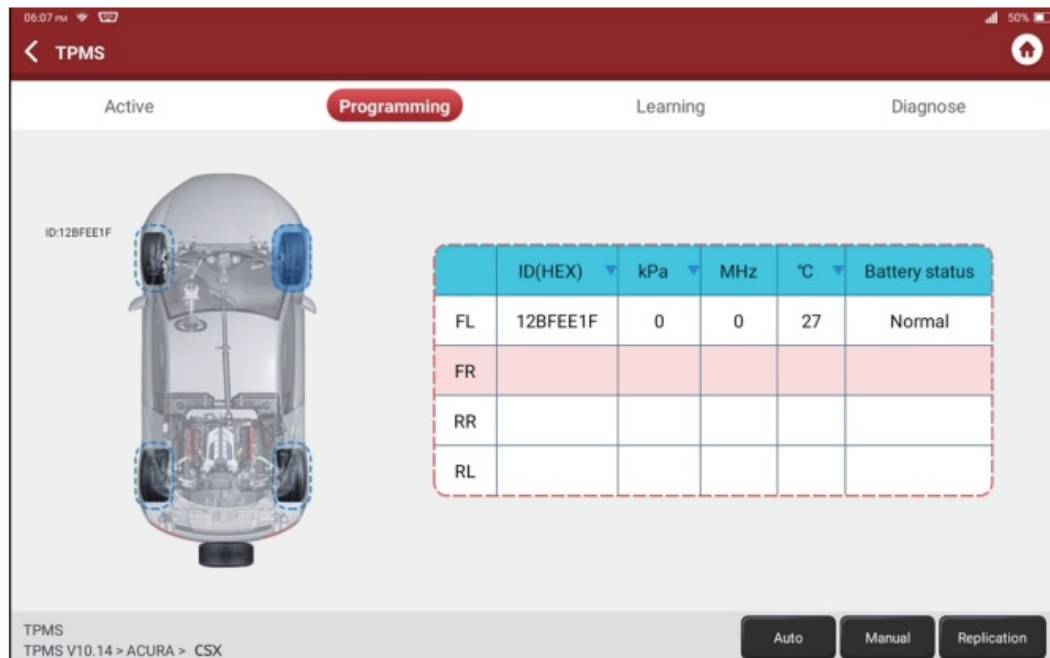 06:07 PM 50%
TPMS
Active Programming Learning Diagnose
ID:12BFEE1F
ID(HEX) kPa MHz °C Battery status
FL 12BFEE1F 0 0 27 Normal
FR
RR
RL
TPMS
TPMS V10.14 > ACURA > CSX
Auto Manual Replication